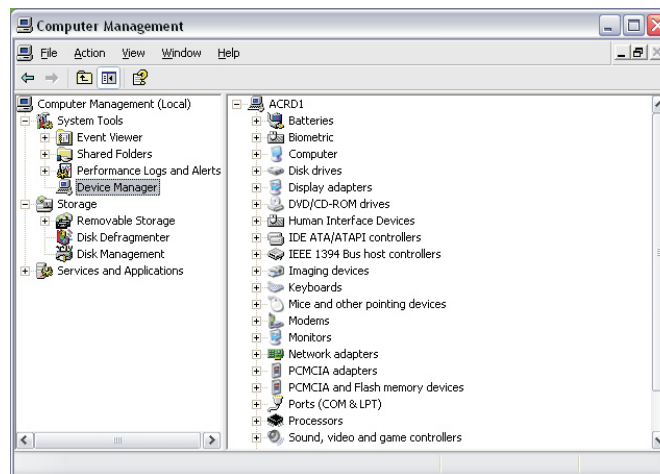 Computer Management
File Action View Window Help
Computer Management (Local)
System Tools
Event Viewer
Shared Folders
Performance Logs and Alerts
Device Manager
Storage
Removable Storage
Disk Defragmenter
Disk Management
Services and Applications
ACRD1
Batteries
Biometric
Computer
Disk drives
Display adapters
DVD/CD-ROM drives
Human Interface Devices
IDE ATA/ATAPI controllers
IEEE 1394 Bus host controllers
Imaging devices
Keyboards
Mice and other pointing devices
Modems
Monitors
Network adapters
PCMCIA adapters
PCMCIA and Flash memory devices
Ports (COM & LPT)
Processors
Sound, video and game controllers